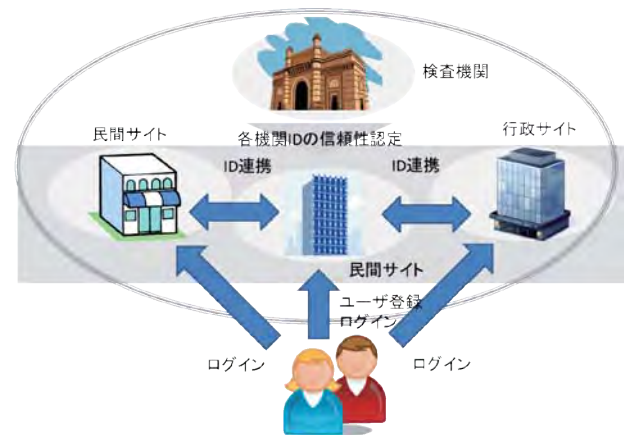 検査機関
民間サイト
行政サイト
各機関IDの信頼性認定
ID連携
ID連携
民間サイト
ユーザ登録
ログイン
ログイン
ログイン